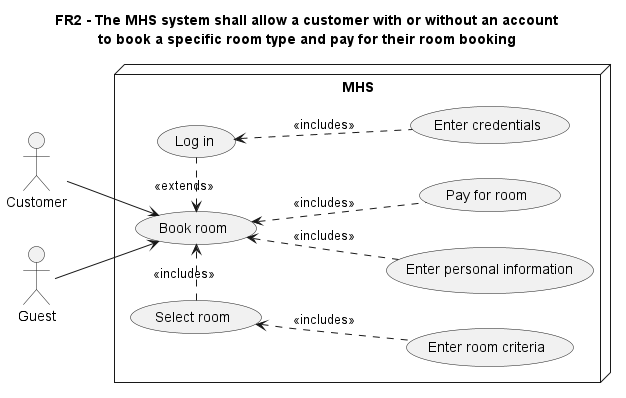 FR2 - The MHS system shall allow a customer with or without an account
to book a specific room type and pay for their room booking
MHS
Log in
«includes»
Enter credentials
«extends»
Customer
Book room
«includes»
Pay for room
«includes»
Enter personal information
Guest
«includes»
Select room
«includes»
Enter room criteria